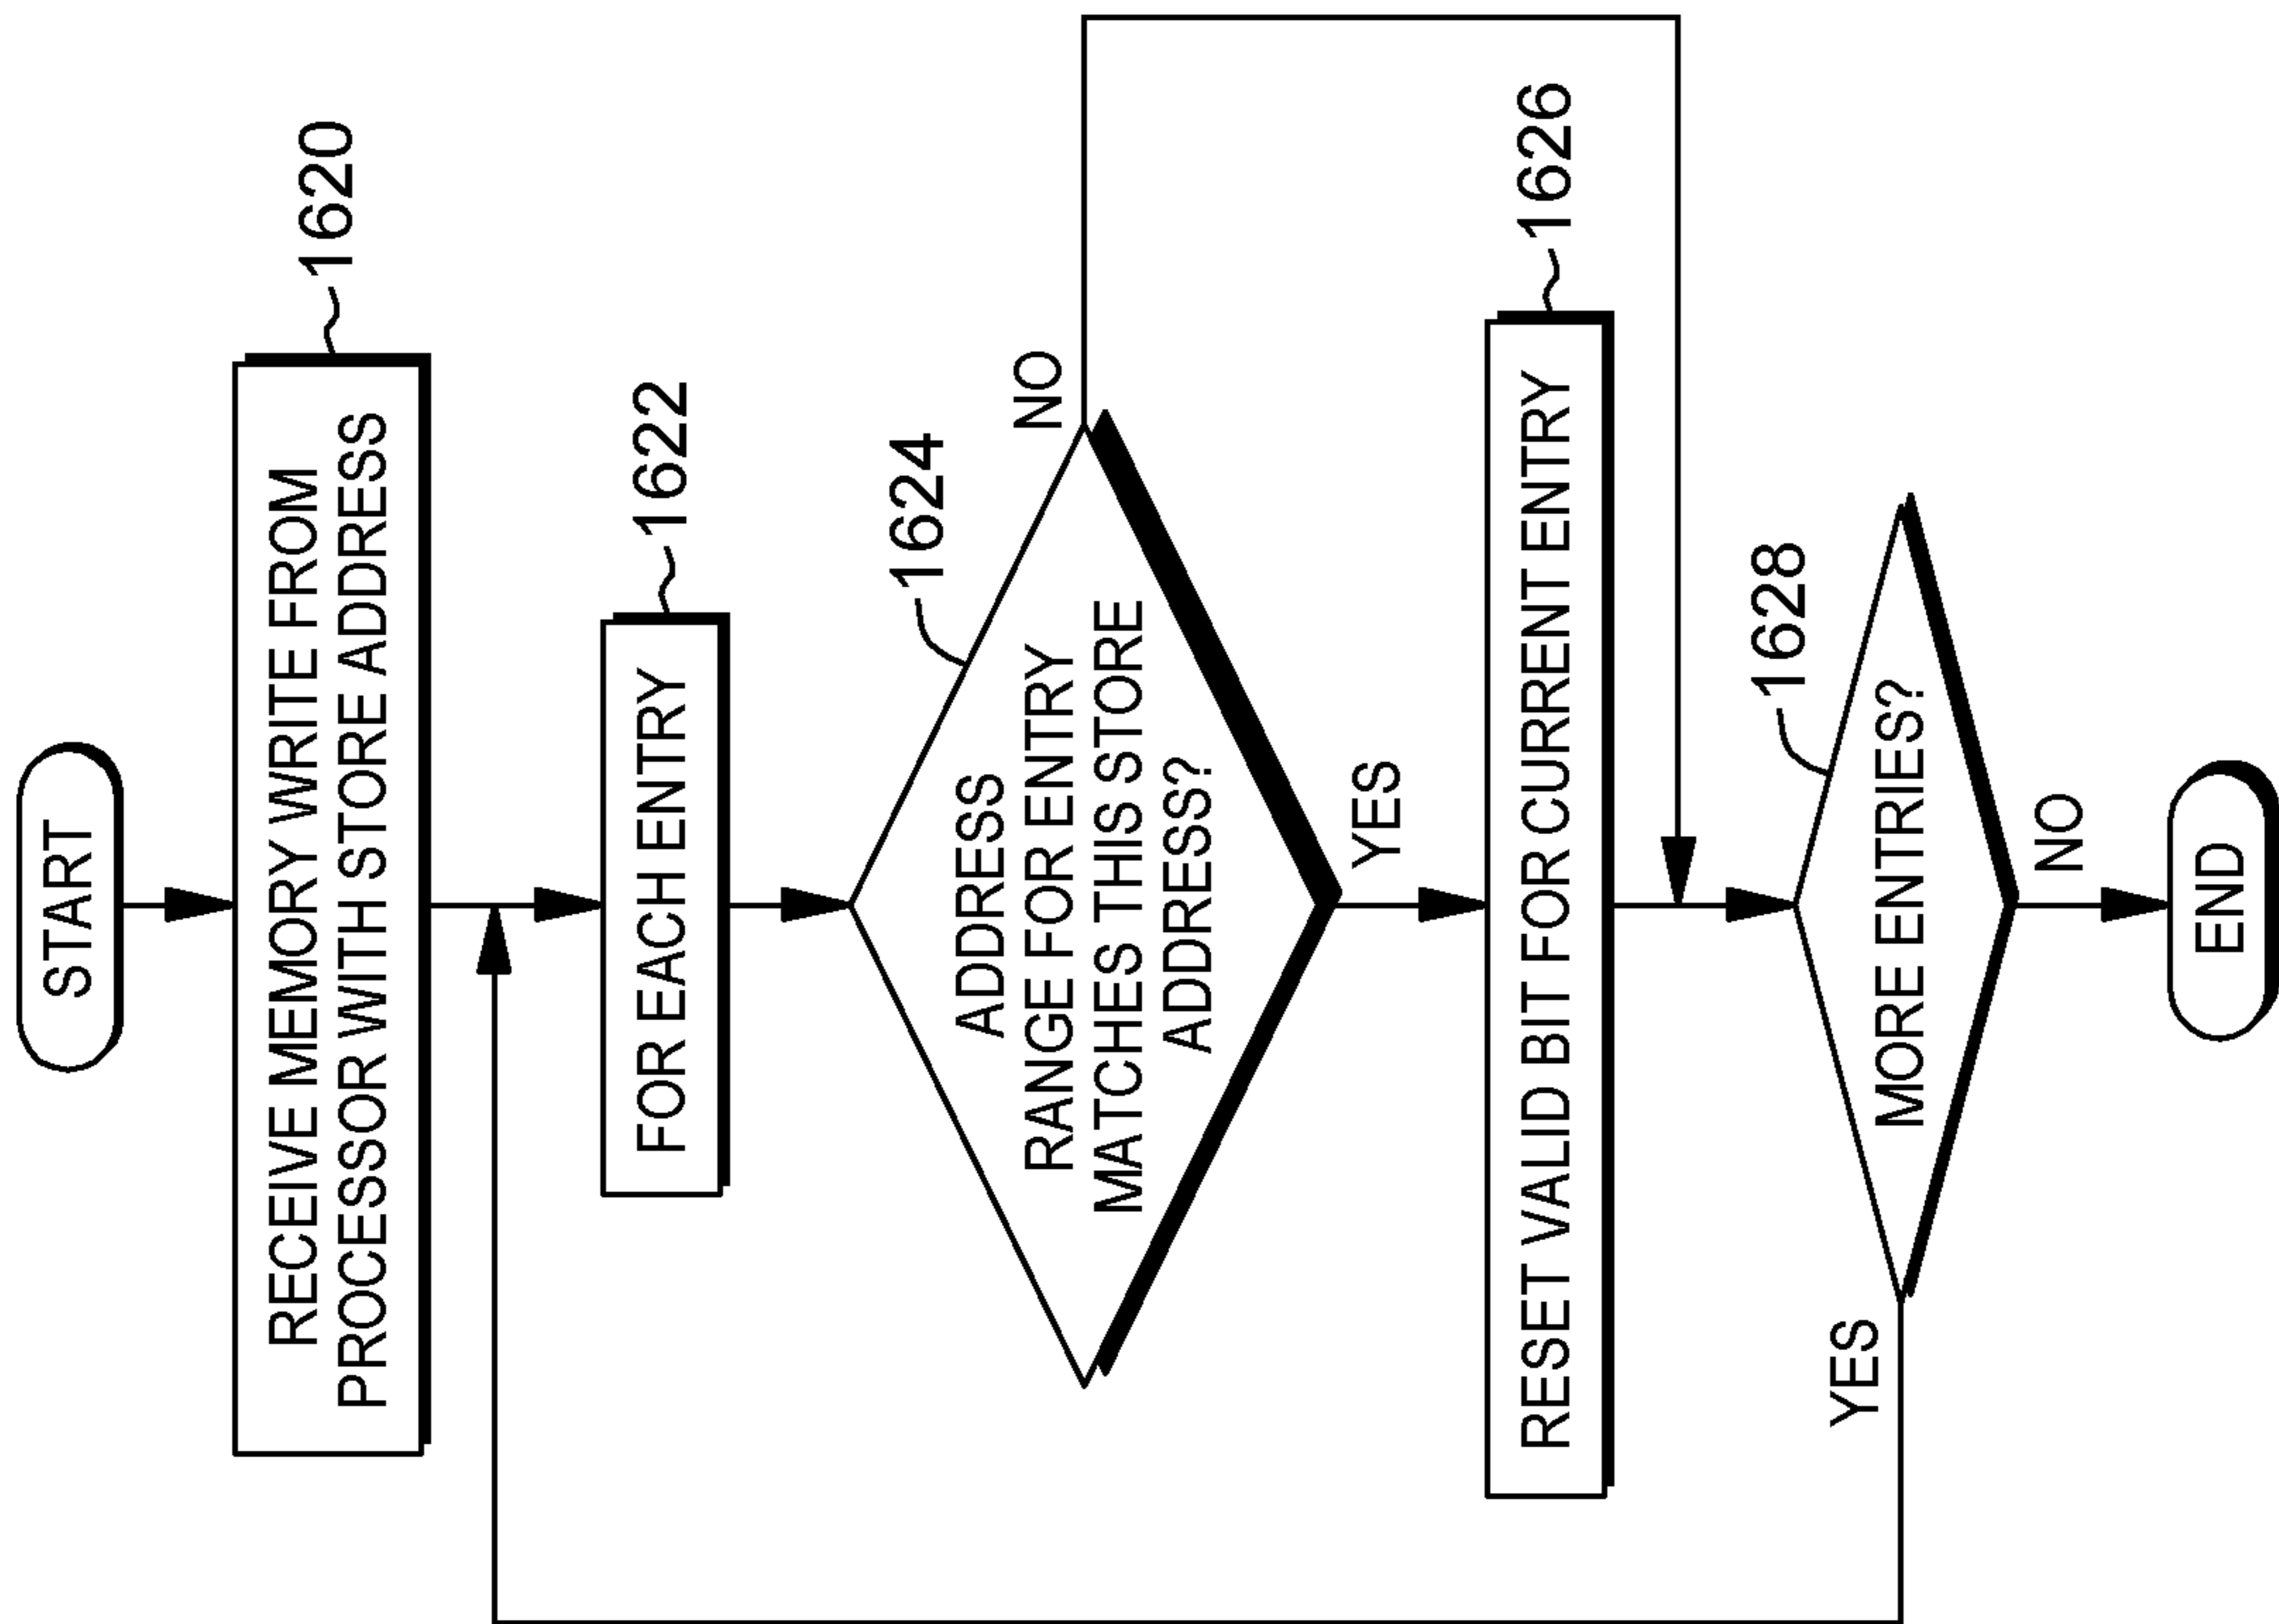 START
RECEIVE MEMORY WRITE FROM
PROCESSOR WITH STORE ADDRESS
1620
FOR EACH ENTRY
1622
ADDRESS
RANGE FOR ENTRY
MATCHES THIS STORE
ADDRESS?
1624
NO
YES
RESET VALID BIT FOR CURRENT ENTRY
1626
MORE ENTRIES?
1628
YES
NO
END